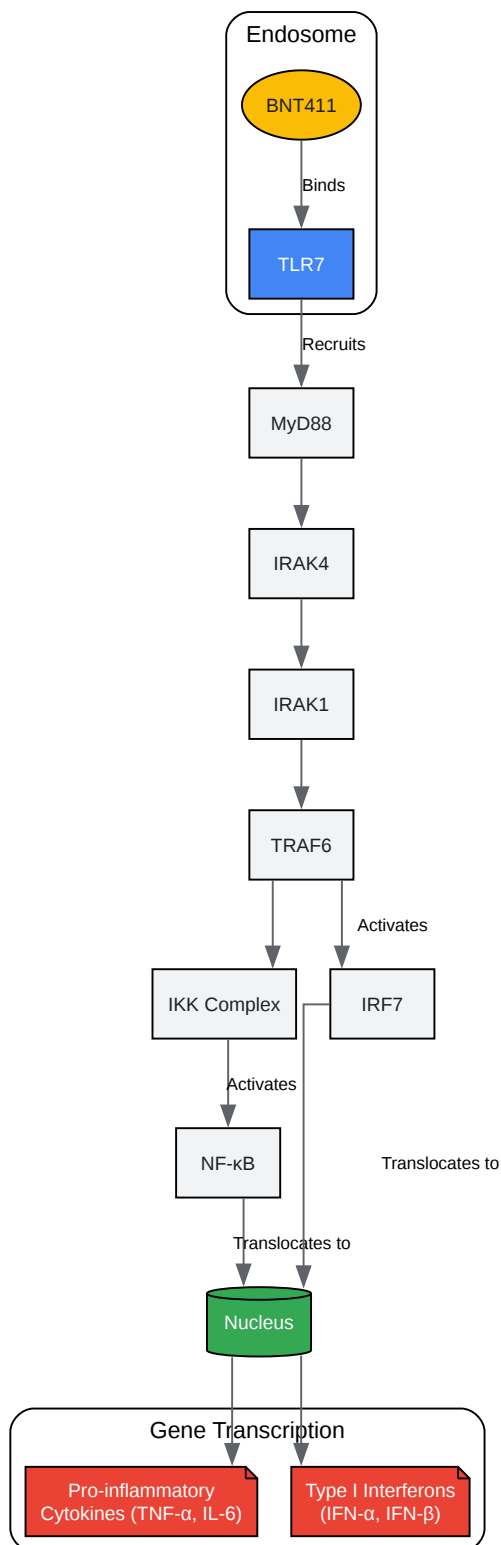 Endosome
BNT411
Binds
TLR7
Recruits
MyD88
IRAK4
IRAK1
TRAF6
Activates
IKK Complex
IRF7
Activates
NF-κB
Translocates to
Translocates to
Nucleus
Gene Transcription
Pro-inflammatory
Cytokines (TNF-α, IL-6)
Type I Interferons
(IFN-α, IFN-β)